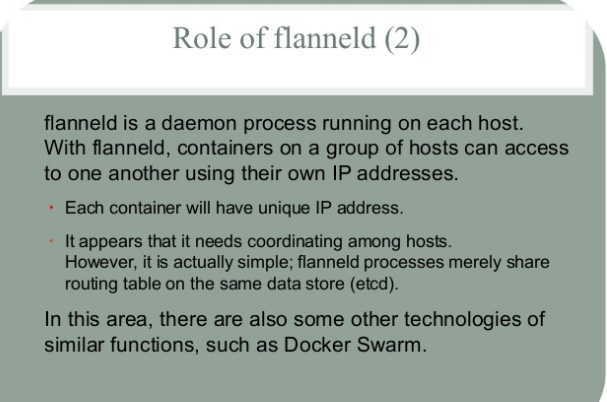 Role of flanneld (2)
flanneld is a daemon process running on each host.
With flanneld, containers on a group of hosts can access
to one another using their own IP addresses.
• Each container will have unique IP address.
• It appears that it needs coordinating among hosts.
However, it is actually simple; flanneld processes merely share
routing table on the same data store (etcd).
In this area, there are also some other technologies of
similar functions, such as Docker Swarm.